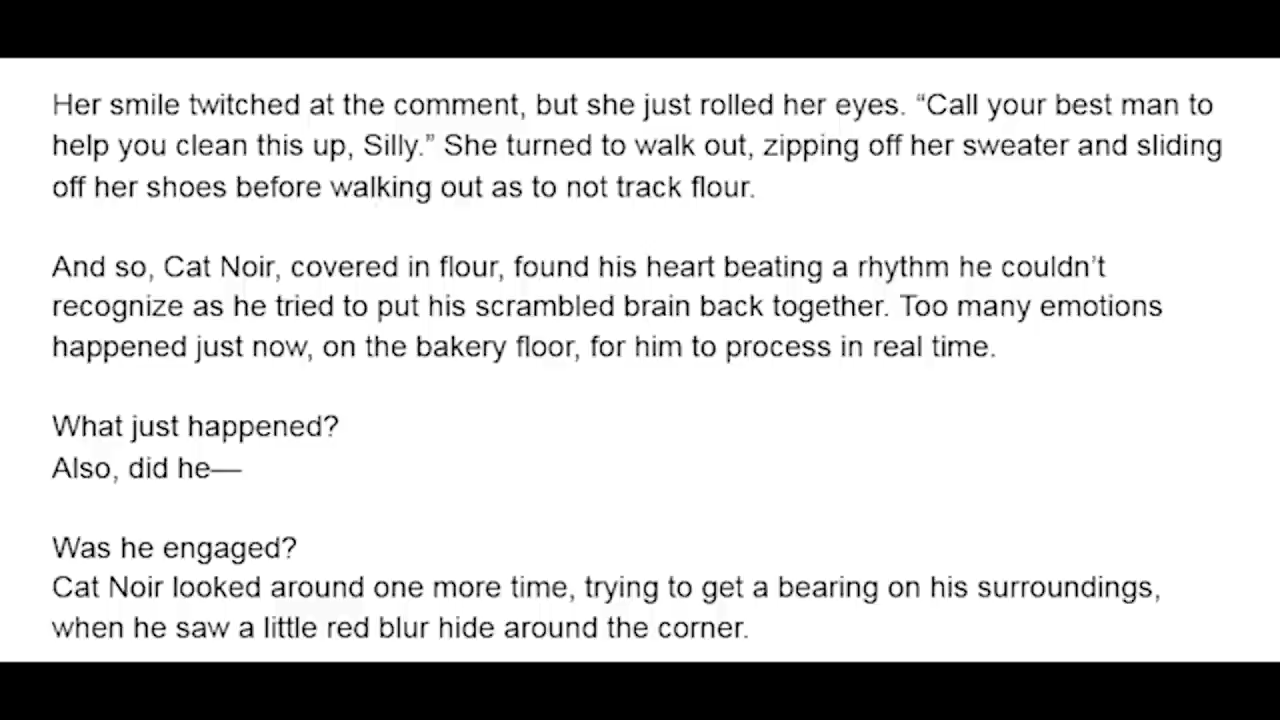 Her smile twitched at the comment, but she just rolled her eyes. “Call your best man to
help you clean this up, Silly.” She turned to walk out, zipping off her sweater and sliding
off her shoes before walking out as to not track flour.
And so, Cat Noir, covered in flour, found his heart beating a rhythm he couldn’t
recognize as he tried to put his scrambled brain back together. Too many emotions
happened just now, on the bakery floor, for him to process in real time.
What just happened?
Also, did he—
Was he engaged?
Cat Noir looked around one more time, trying to get a bearing on his surroundings,
when he saw a little red blur hide around the corner.